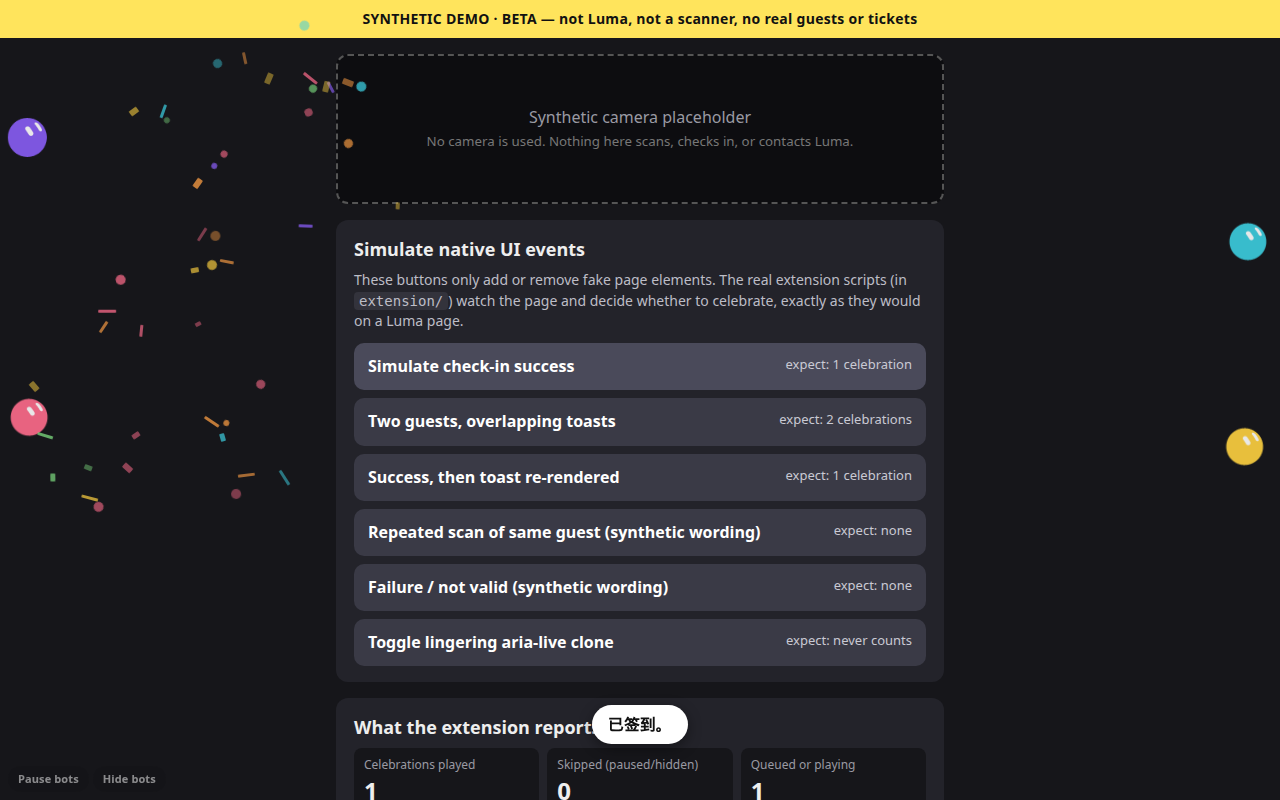 SYNTHETIC DEMO · BETA — not Luma, not a scanner, no real guests or tickets
Synthetic camera placeholder
No camera is used. Nothing here scans, checks in, or contacts Luma.
Simulate native UI events
These buttons only add or remove fake page elements. The real extension scripts (in
extension/ ) watch the page and decide whether to celebrate, exactly as they would
on a Luma page.
Simulate check-in success expect: 1 celebration
Two guests, overlapping toasts expect: 2 celebrations
Success, then toast re-rendered expect: 1 celebration
Repeated scan of same guest (synthetic wording) expect: none
Failure / not valid (synthetic wording) expect: none
Toggle lingering aria-live clone expect: never counts
What the extension report
已签到。
Celebrations played Skipped (paused/hidden) Queued or playing
1 0 1
Pause bots Hide bots